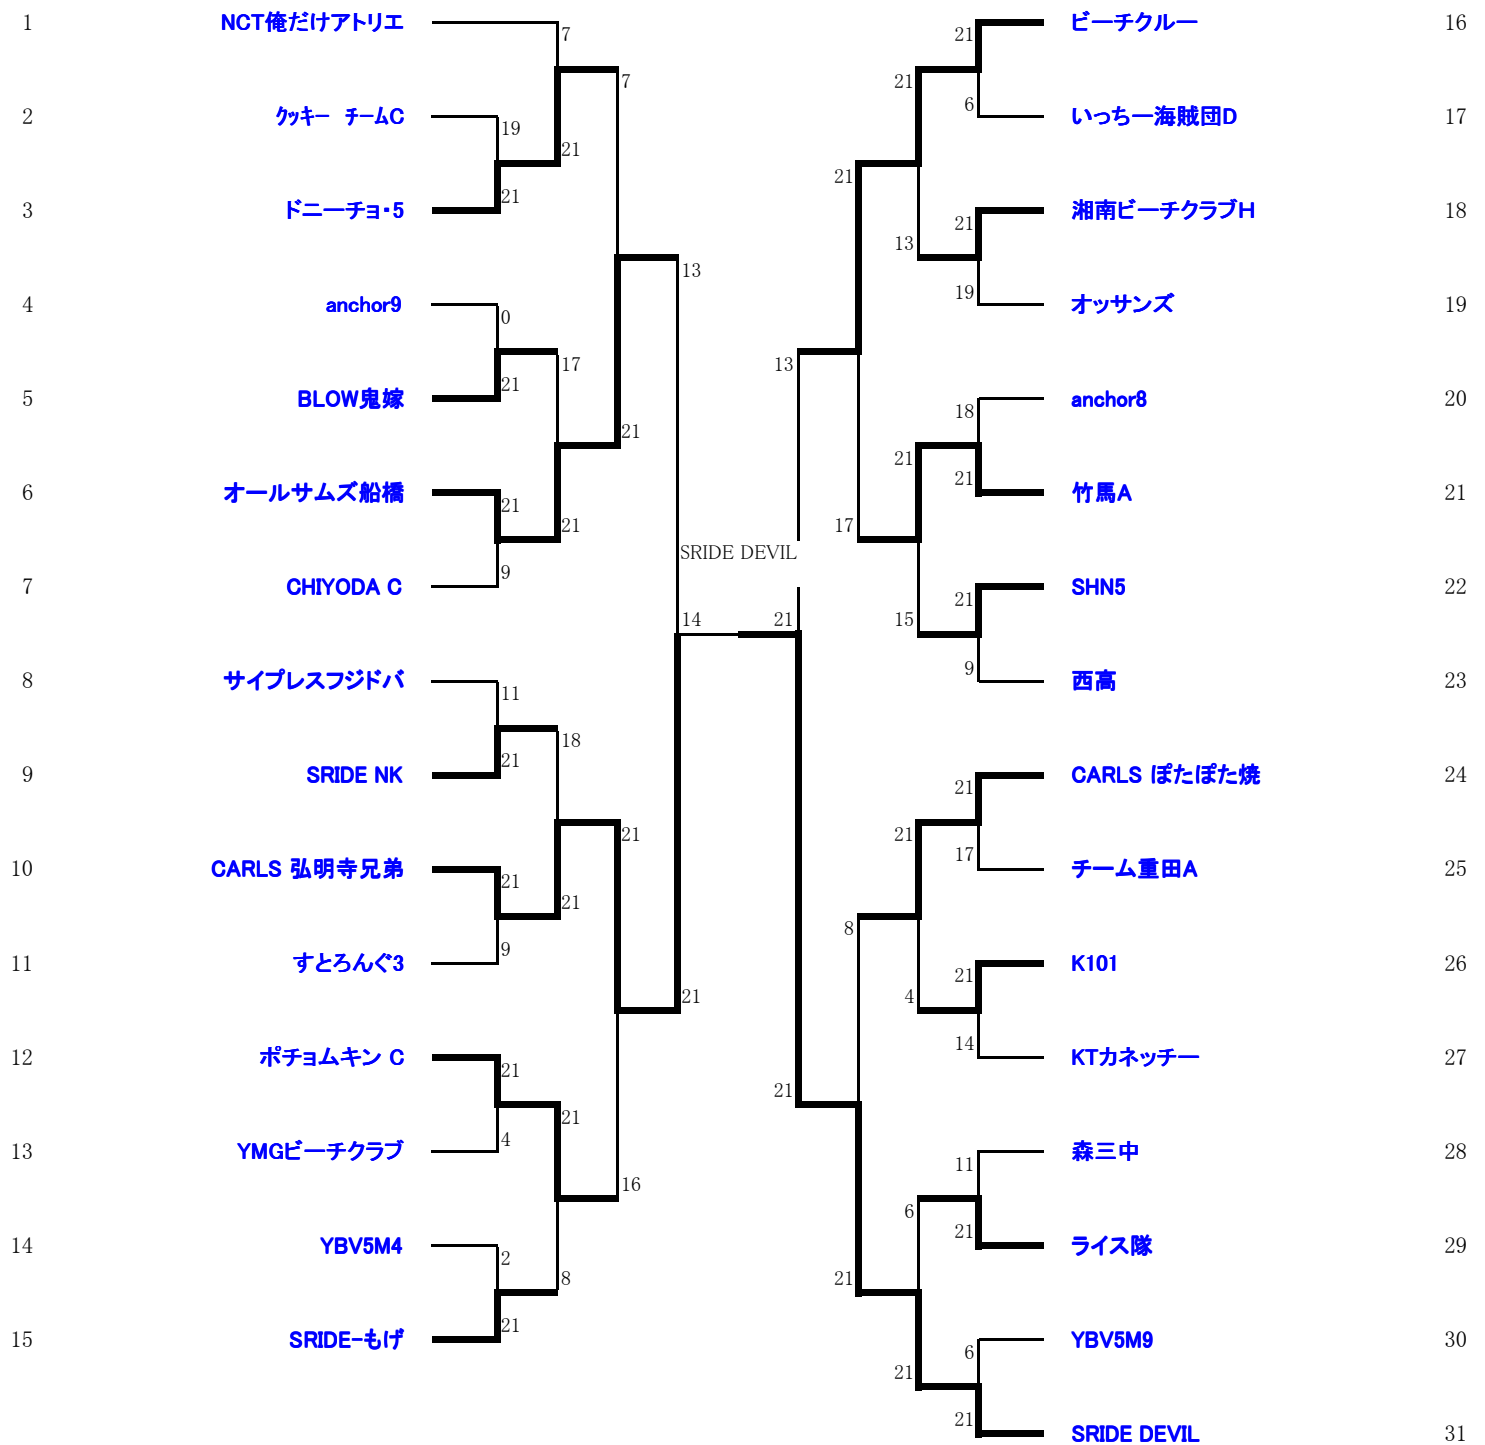 1 NCT俺だけアトリエ 7 21 ビーチクルー 16
7 21
2 ｸｯｷｰ ﾁｰﾑC 19 6 いっちー海賊団D 17
21
3 ドニーチョ・5 21 21 21 湘南ビーチクラブH 18
13 13
4 anchor9 0 19 オッサンズ 19
17 13
5 BLOW鬼嫁 21 18 anchor8 20
21 21
6 オールサムズ船橋 21 21 竹馬A 21
21 17
SRIDE DEVIL
7 CHIYODA C 9 21 SHN5 22
14 21 15
8 サイプレスフジドバ 11 9 西高 23
18
9 SRIDE NK 21 21 CARLS ぽたぽた焼 24
21 21
10 CARLS 弘明寺兄弟 21 17 チーム重田A 25
21 8
11 すとろんぐ3 9 21 K101 26
21 4
12 ポチョムキン C 21 14 KTカネッチー 27
21 21
13 YMGビーチクラブ 4 11 森三中 28
16 6
14 YBV5M4 2 21 ライス隊 29
8 21
15 SRIDE-もげ 21 6 YBV5M9 30
21
21 SRIDE DEVIL 31